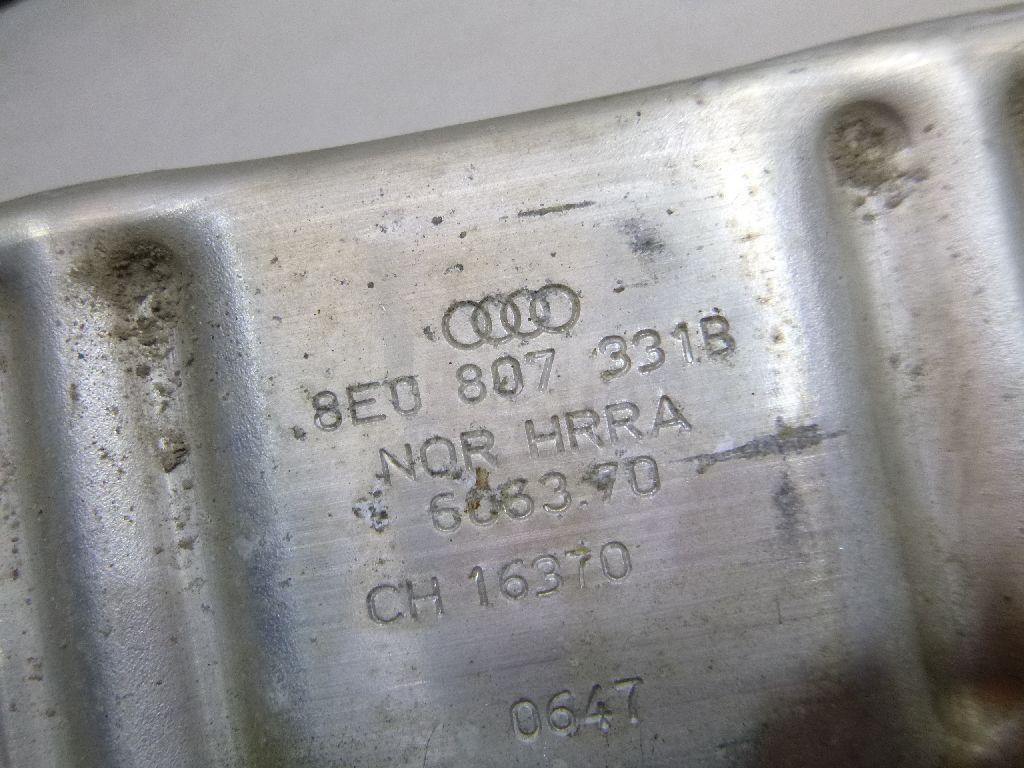 8E0 807 331B
NOR HRRA
6063.70
CH 16370
0647